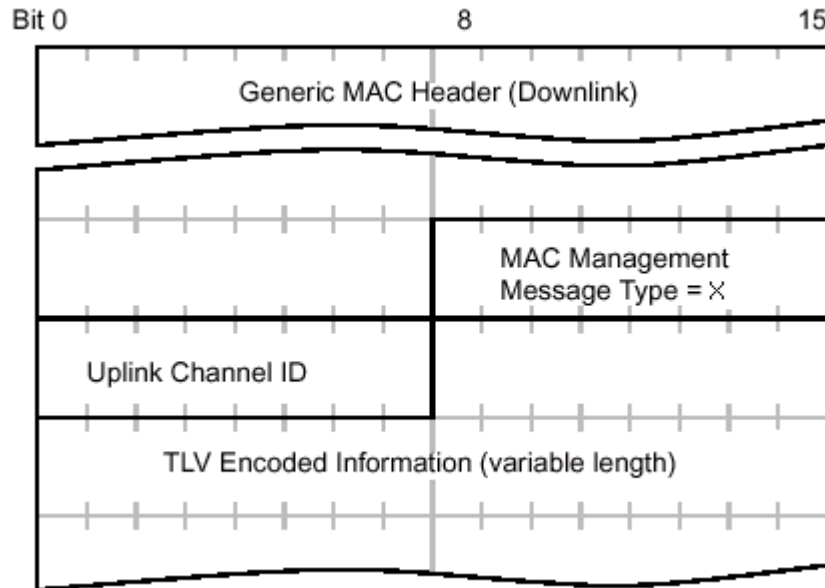 Bit 0 8 15
Generic MAC Header (Downlink)
MAC Management
Message Type = X
Uplink Channel ID
TLV Encoded Information (variable length)